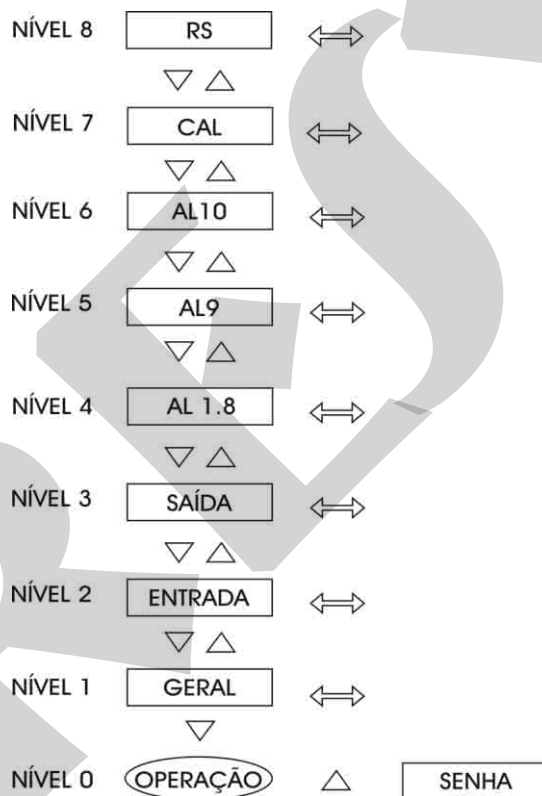 NÍVEL 8 RS
NÍVEL 7 CAL
NÍVEL 6 AL10
NÍVEL 5 AL9
NÍVEL 4 AL 1.8
NÍVEL 3 SAÍDA
NÍVEL 2 ENTRADA
NÍVEL 1 GERAL
NÍVEL 0 OPERAÇÃO SENHA